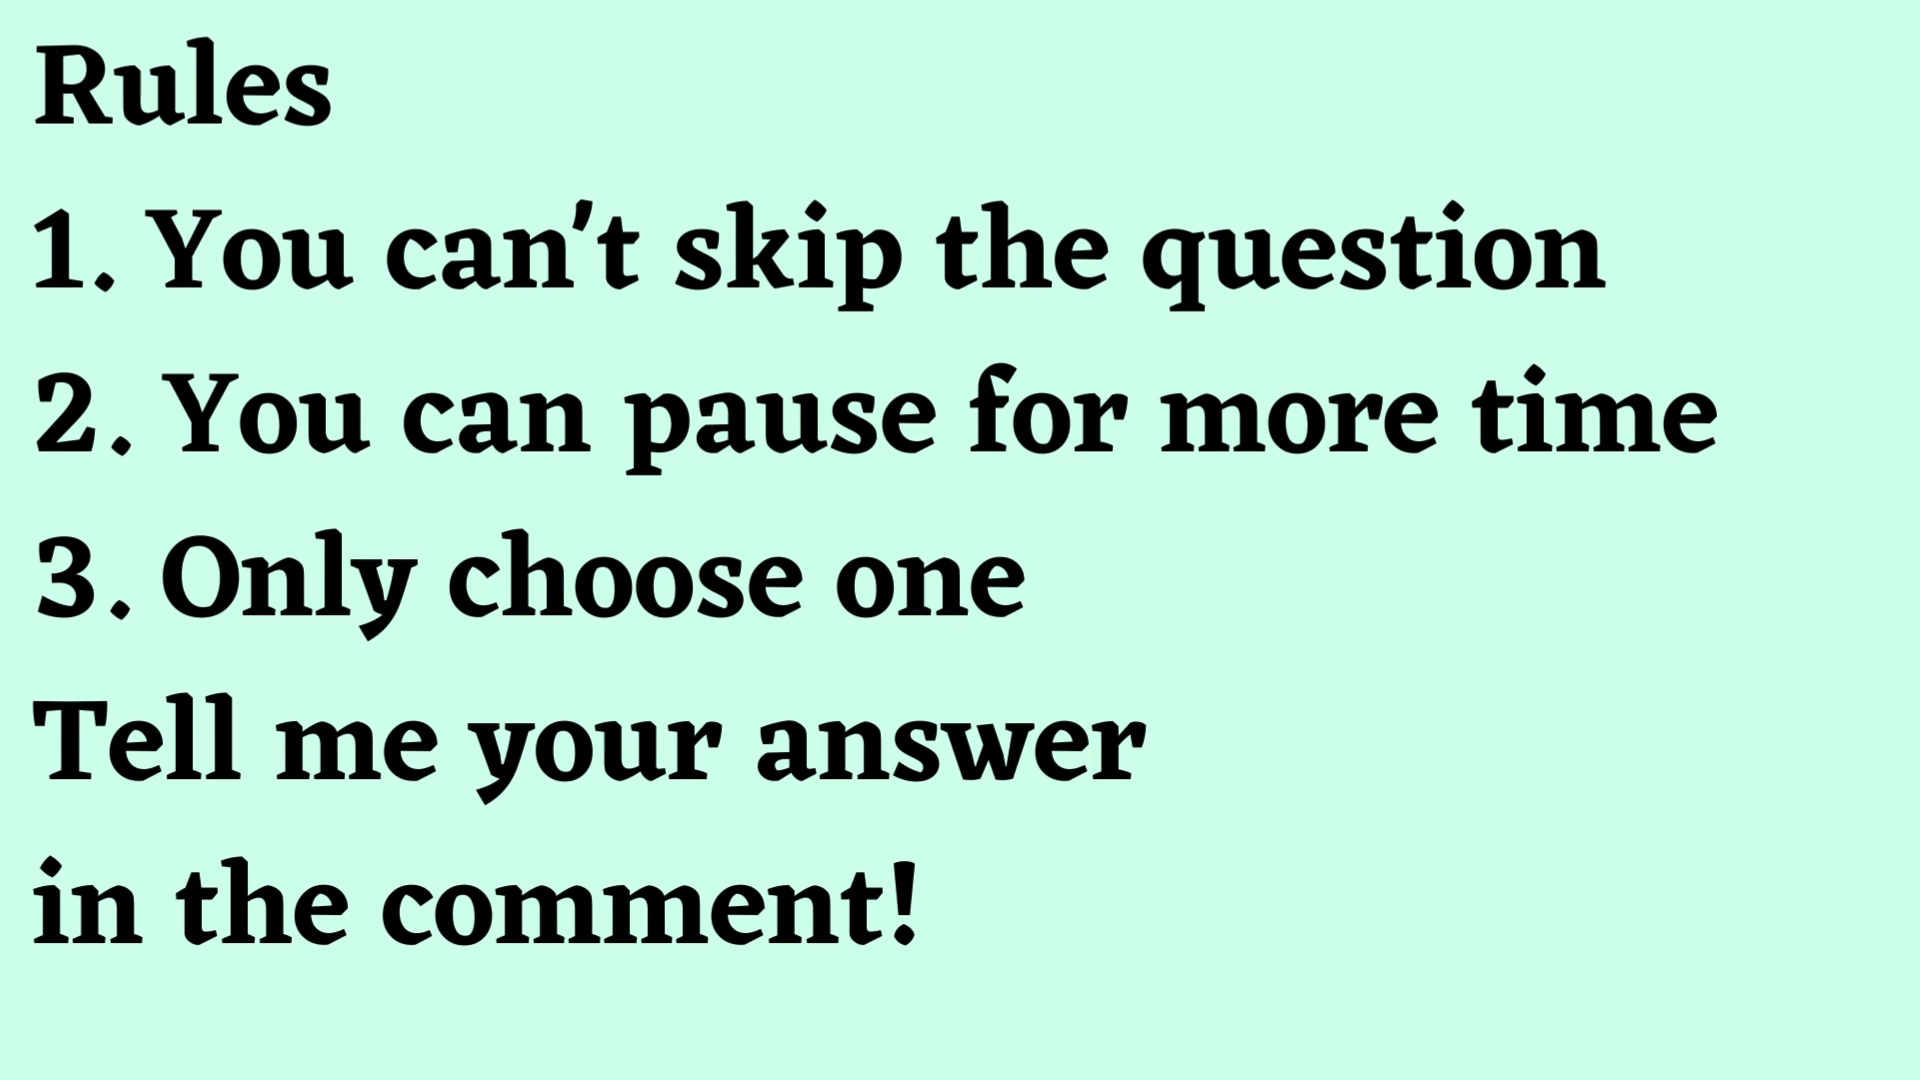 Rules
1. You can't skip the question
2. You can pause for more time
3. Only choose one
Tell me your answer
in the comment!